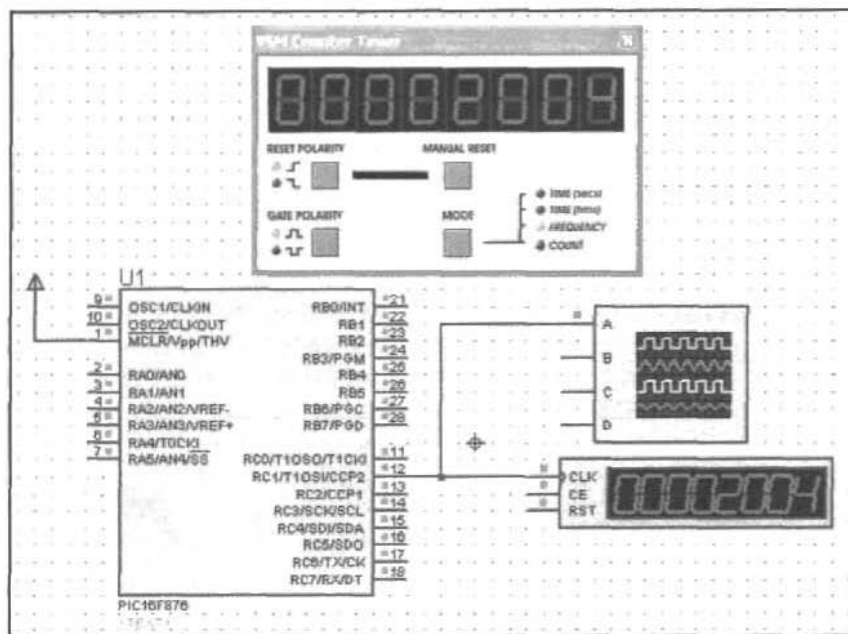 VSM Counter Timer
00002004
RESET POLARITY
MANUAL RESET
GATE POLARITY
MODE
TIME (secs)
TIME (hms)
FREQUENCY
COUNT
U1
9 OSC1/CLKIN
10 OSC2/CLKOUT
1 MCLR/Vpp/THV
2 RA0/AN0
3 RA1/AN1
4 RA2/AN2/VREF-
5 RA3/AN3/VREF+
6 RA4/T0CKI
7 RA5/AN4/SS
RB0/INT 21
RB1 22
RB2 23
RB3/PGM 24
RB4 25
RB5 26
RB6/PGC 27
RB7/PGD 28
RC0/T1OSO/T1CKI 11
RC1/T1OSI/CCP2 12
RC2/CCP1 13
RC3/SCK/SCL 14
RC4/SDI/SDA 15
RC5/SDO 16
RC6/TX/CK 17
RC7/RX/DT 18
PIC16F876
<TEXT>
A
B
C
D
CLK
CE
RST
00002004